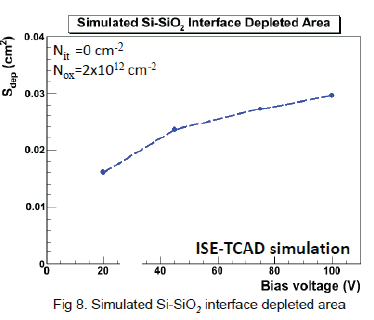 Simulated Si-SiO₂ Interface Depleted Area
Nit =0 cm⁻²
Nox=2x10¹² cm⁻²
Sdep (cm²)
0.04
0.03
0.02
0.01
0
ISE-TCAD simulation
0 20 40 60 80 100
Bias voltage (V)
Fig 8. Simulated Si-SiO₂ interface depleted area